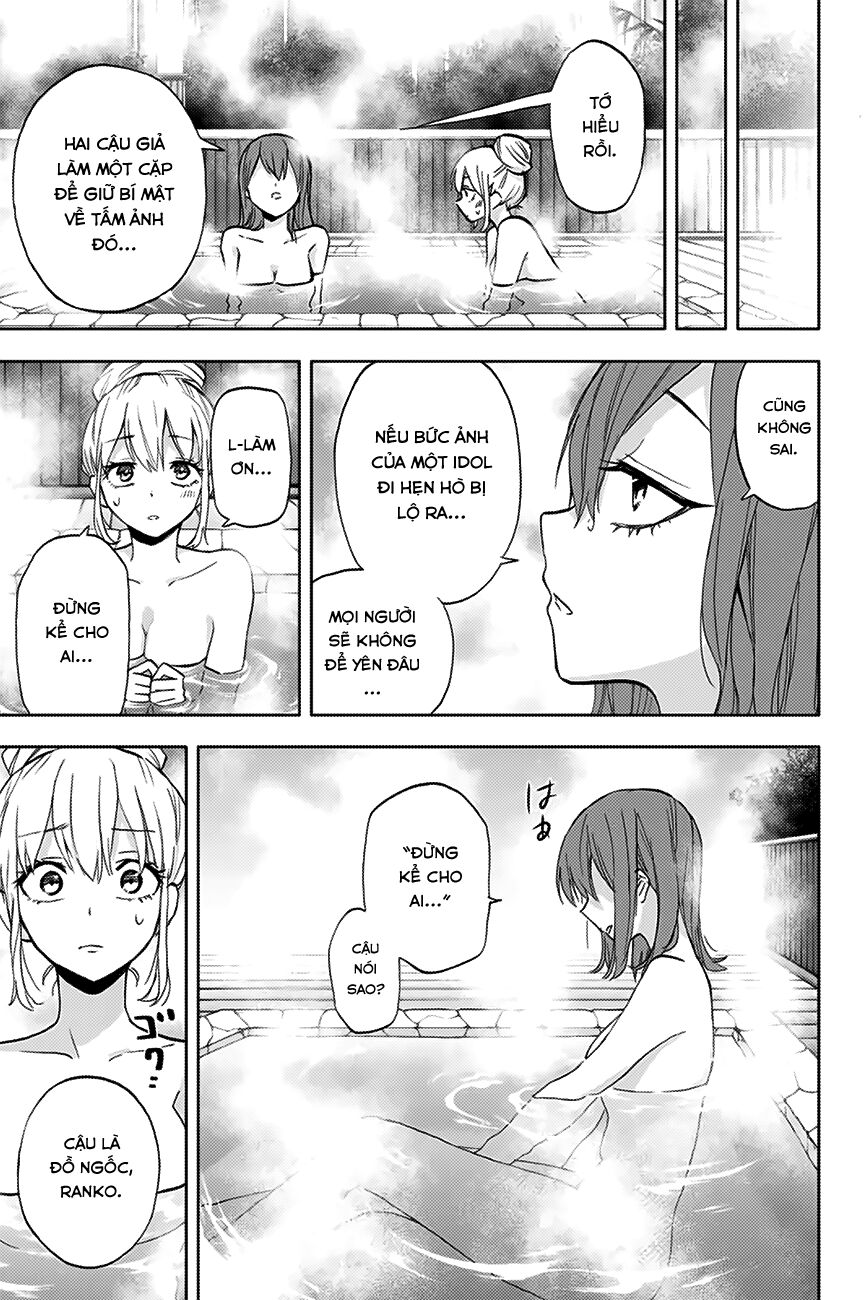 TỚ
HIỂU
RỒI.
HAI CẬU GIẢ
LÀM MỘT CẶP
ĐỂ GIỮ BÍ MẬT
VỀ TẤM ẢNH
ĐÓ...
CŨNG
KHÔNG
SAI.
NẾU BỨC ẢNH
CỦA MỘT IDOL
ĐI HẸN HÒ BỊ
LỘ RA...
MỌI NGƯỜI
SẼ KHÔNG
ĐỂ YÊN ĐÂU
...
L-LÀM
ƠN...
ĐỪNG
KỂ CHO
AI...
はぁ
“ĐỪNG
KỂ CHO
AI...”
CẬU
NÓI
SAO?
ゴク...
CẬU LÀ
ĐỒ NGỐC,
RANKO.